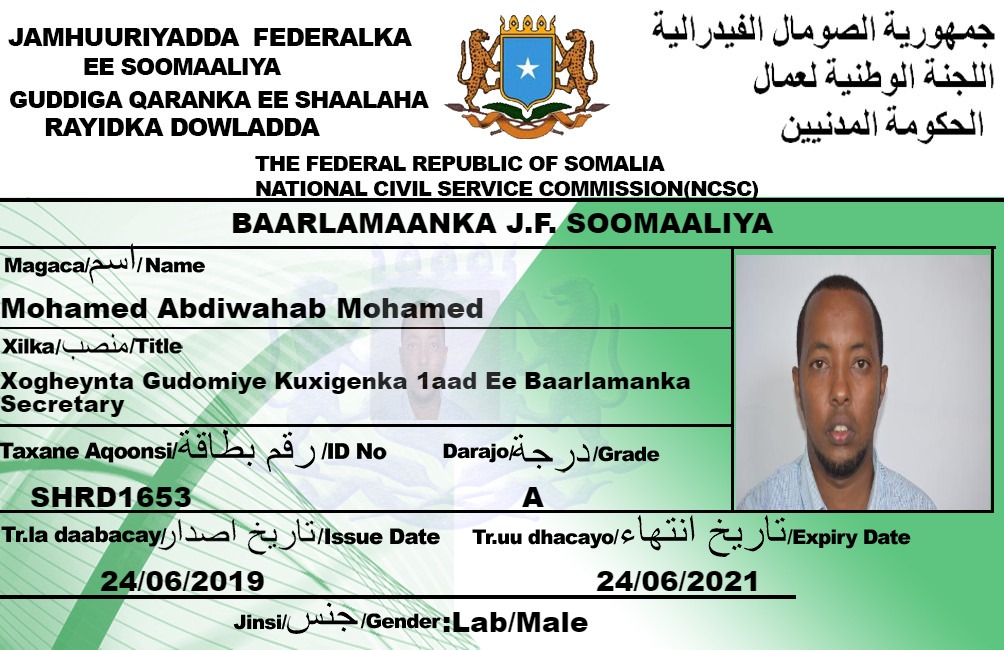 JAMHUURIYADDA FEDERALKA
EE SOOMAALIYA
GUDDIGA QARANKA EE SHAALAHA
RAYIDKA DOWLADDA
جمهورية الصومال الفيدرالية
اللجنة الوطنية لعمال
الحكومة المدنيين
THE FEDERAL REPUBLIC OF SOMALIA
NATIONAL CIVIL SERVICE COMMISSION(NCSC)
BAARLAMAANKA J.F. SOOMAALIYA
Magaca/اسم/Name
Mohamed Abdiwahab Mohamed
Xilka/منصب/Title
Xogheynta Gudomiye Kuxigenka 1aad Ee Baarlamanka
Secretary
Taxane Aqoonsi/رقم بطاقة/ID No Darajo/درجة/Grade
SHRD1653 A
Tr.la daabacay/تاريخ اصدار/Issue Date Tr.uu dhacayo/تاريخ انتهاء/Expiry Date
24/06/2019 24/06/2021
Jinsi/جنس/Gender:Lab/Male